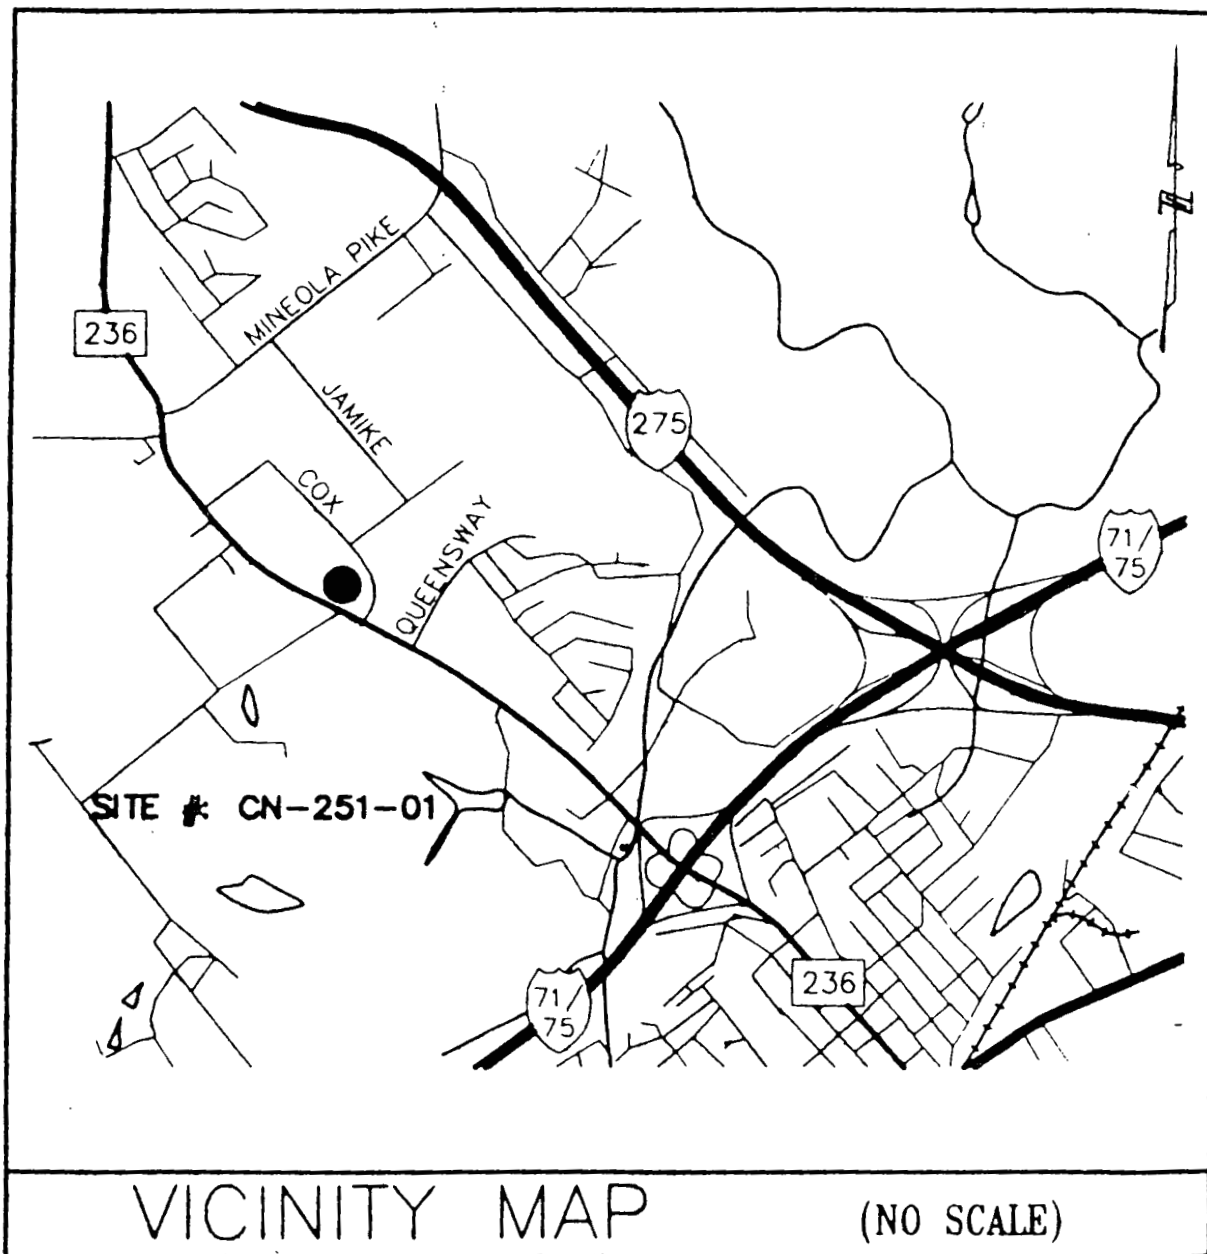 N
MINEOLA PIKE
236
JAMIKE
275
COX
QUEENSWAY
71/
75
SITE # CN-251-01
236
71/
75
VICINITY MAP
(NO SCALE)